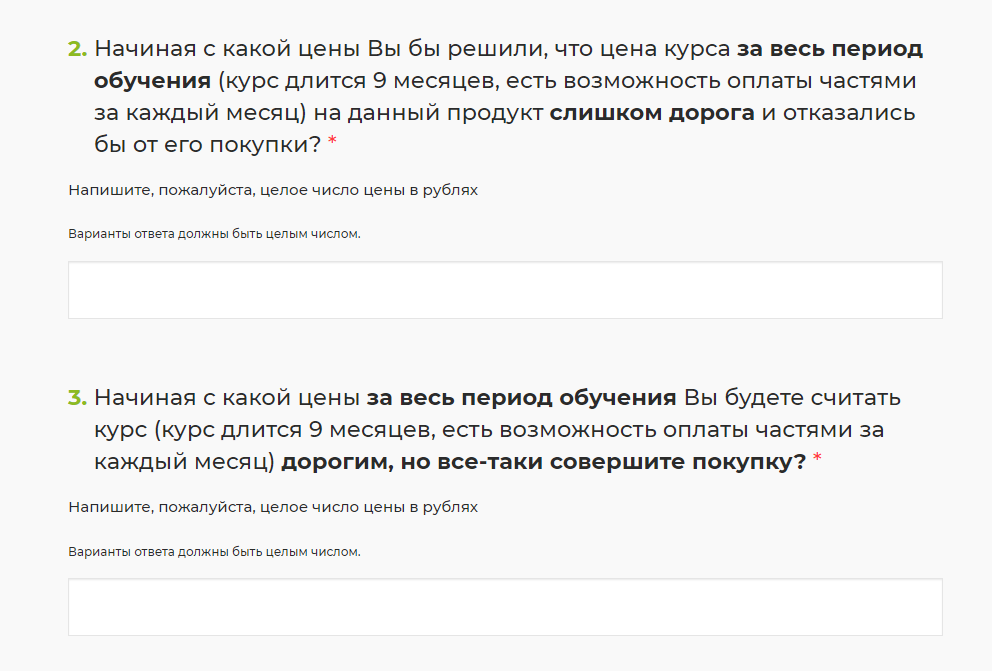 2. Начиная с какой цены Вы бы решили, что цена курса за весь период
обучения (курс длится 9 месяцев, есть возможность оплаты частями
за каждый месяц) на данный продукт слишком дорога и отказались
бы от его покупки? *
Напишите, пожалуйста, целое число цены в рублях
Варианты ответа должны быть целым числом.
3. Начиная с какой цены за весь период обучения Вы будете считать
курс (курс длится 9 месяцев, есть возможность оплаты частями за
каждый месяц) дорогим, но все-таки совершите покупку? *
Напишите, пожалуйста, целое число цены в рублях
Варианты ответа должны быть целым числом.